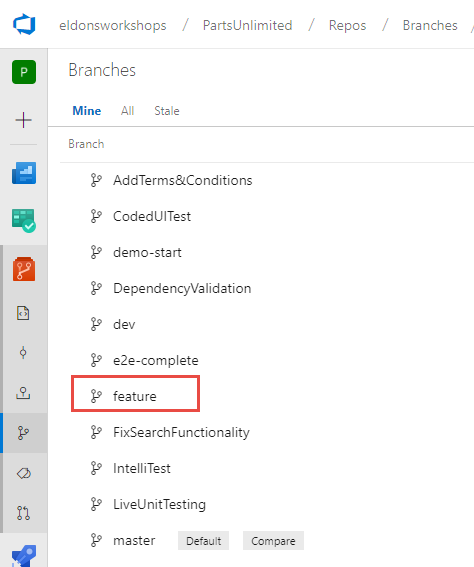 eldonsworkshops / PartsUnlimited / Repos / Branches /
P
Branches
Mine All Stale
Branch
AddTerms&Conditions
CodedUITest
demo-start
DependencyValidation
dev
e2e-complete
feature
FixSearchFunctionality
IntelliTest
LiveUnitTesting
master Default Compare